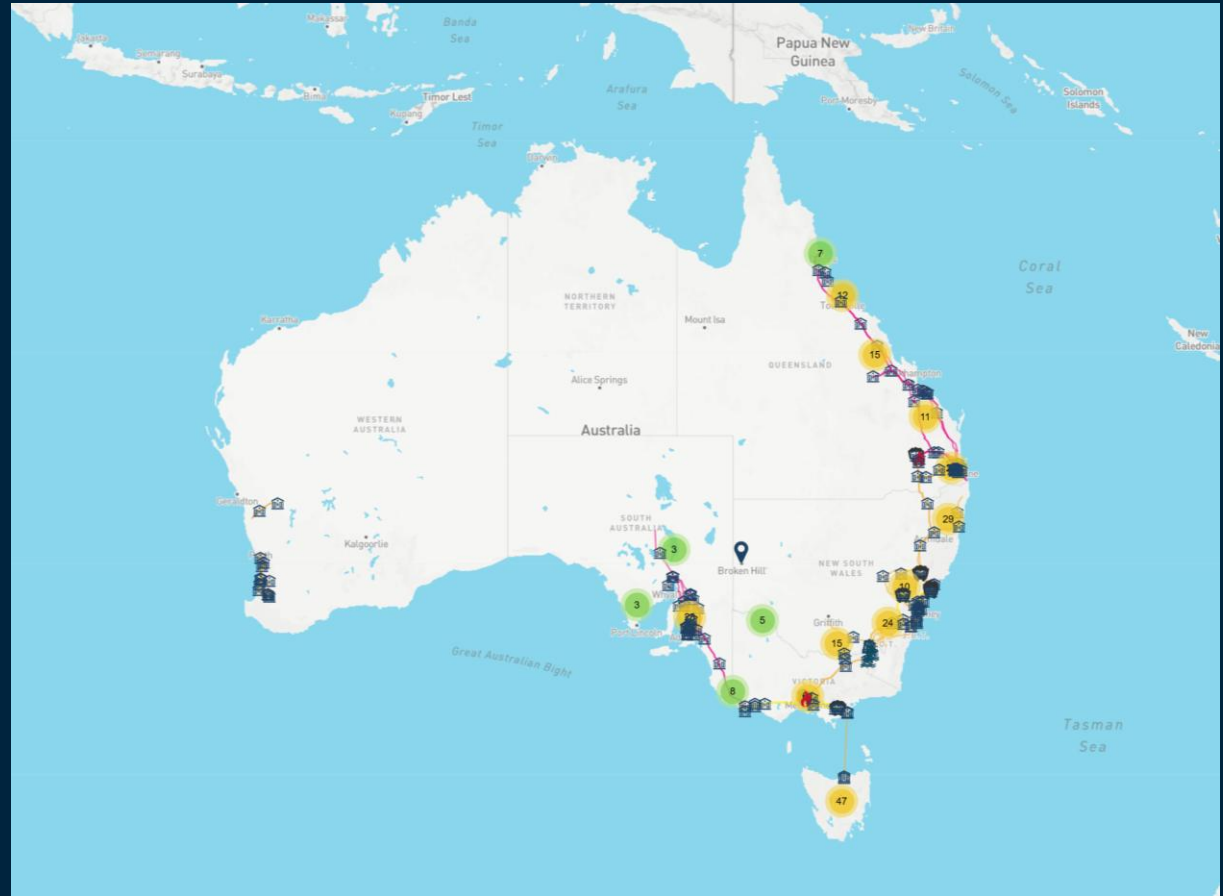 Makassar
Banda
Sea
New Britain
Jakarta
Semarang
Surabaya
Papua New
Guinea
Bima
Timor Lest
Kupang
Arafura
Sea
Solomon Sea
Solomon
Islands
Port Moresby
Timor
Sea
Darwin
7
Coral
Sea
12
NORTHERN
TERRITORY
Karratha
Mount Isa
New
Caledonia
15
QUEENSLAND
Alice Springs
11
WESTERN
AUSTRALIA
Australia
Geraldton
SOUTH
AUSTRALIA
29
Kalgoorlie
3
Broken Hill
NEW SOUTH
WALES
10
3
5
Griffith
24
Port Lincoln
15
Great Australian Bight
VICTORIA
8
Tasman
Sea
47